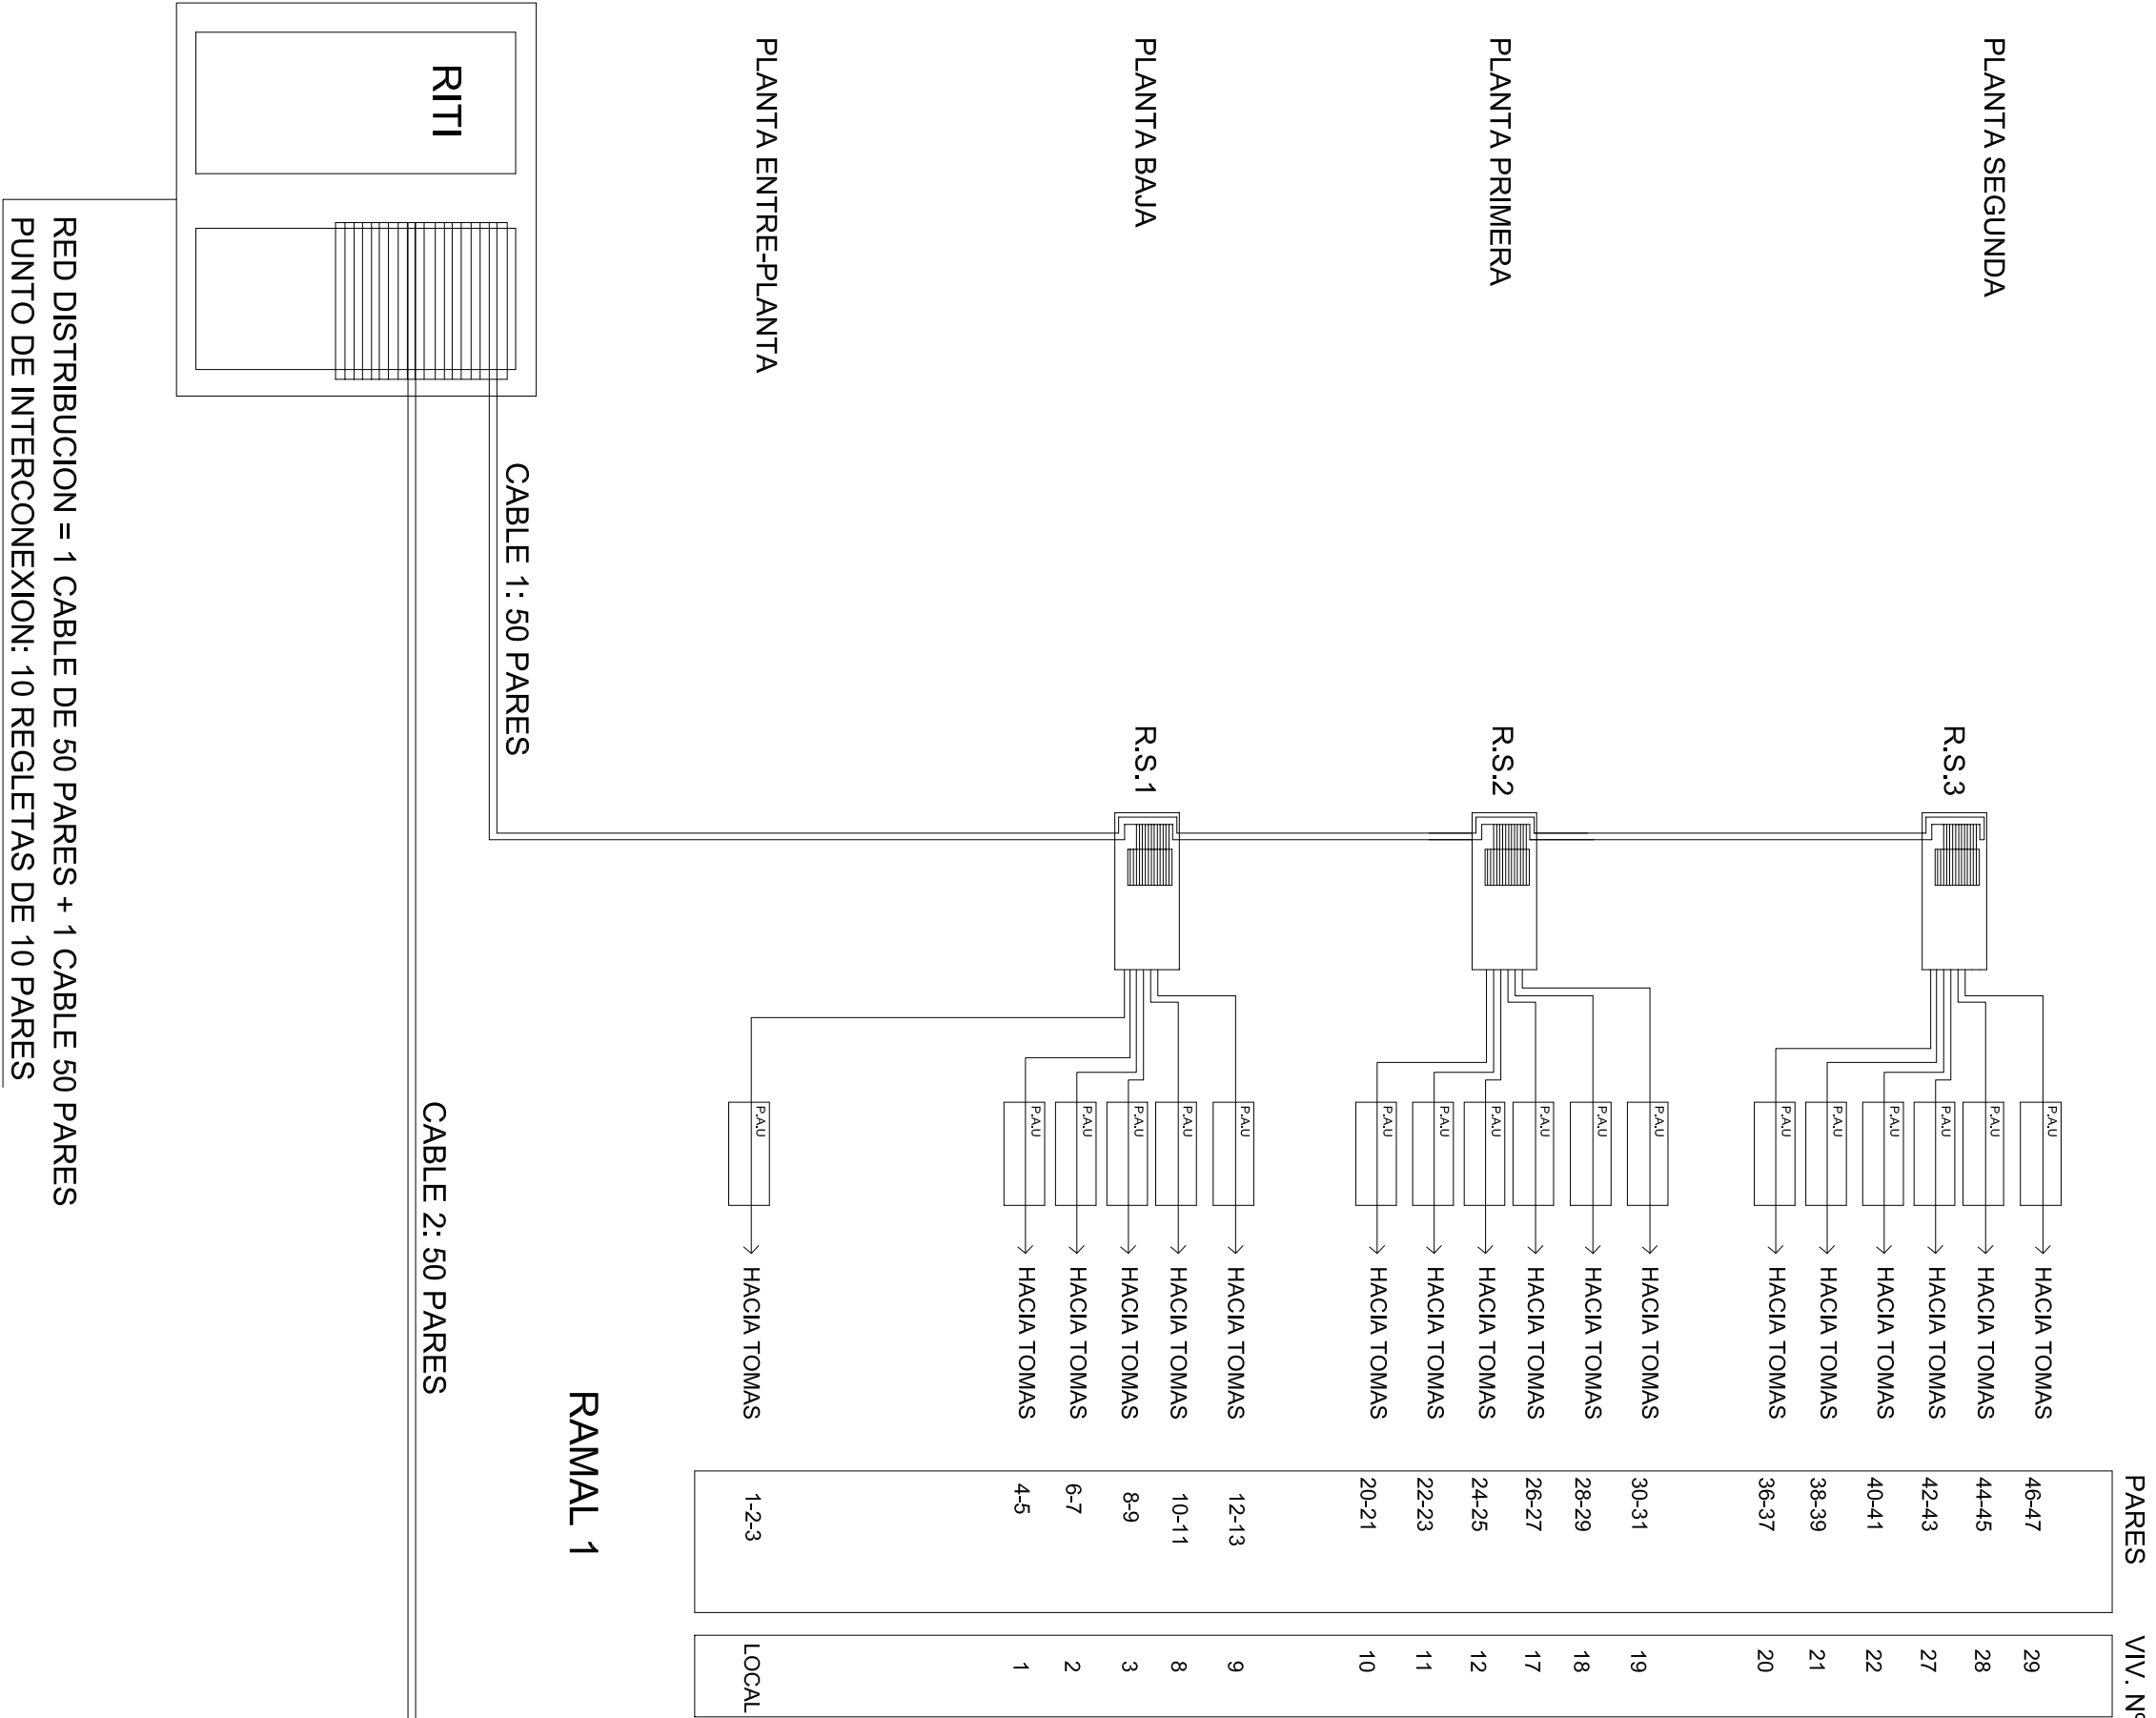 PARES
VIV. Nº
PLANTA SEGUNDA
R.S.3
P.A.U
HACIA TOMAS
46-47
29
P.A.U
HACIA TOMAS
44-45
28
P.A.U
HACIA TOMAS
42-43
27
P.A.U
HACIA TOMAS
40-41
22
P.A.U
HACIA TOMAS
38-39
21
P.A.U
HACIA TOMAS
36-37
20
PLANTA PRIMERA
R.S.2
P.A.U
HACIA TOMAS
30-31
19
P.A.U
HACIA TOMAS
28-29
18
P.A.U
HACIA TOMAS
26-27
17
P.A.U
HACIA TOMAS
24-25
12
P.A.U
HACIA TOMAS
22-23
11
P.A.U
HACIA TOMAS
20-21
10
PLANTA BAJA
R.S.1
P.A.U
HACIA TOMAS
12-13
9
P.A.U
HACIA TOMAS
10-11
8
P.A.U
HACIA TOMAS
8-9
3
P.A.U
HACIA TOMAS
6-7
2
P.A.U
HACIA TOMAS
4-5
1
PLANTA ENTRE-PLANTA
P.A.U
HACIA TOMAS
1-2-3
LOCAL
RAMAL 1
CABLE 1: 50 PARES
RITI
CABLE 2: 50 PARES
RED DISTRIBUCION = 1 CABLE DE 50 PARES + 1 CABLE 50 PARES
PUNTO DE INTERCONEXION: 10 REGLETAS DE 10 PARES